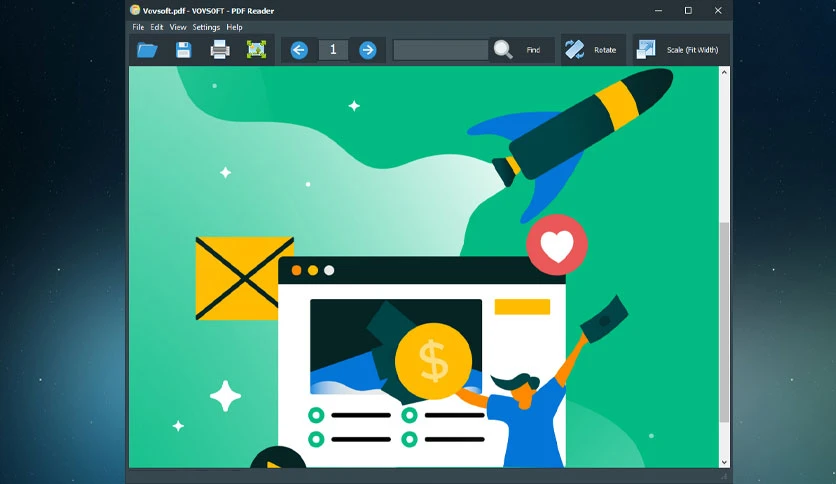 Vovsoft.pdf - VOVSOFT - PDF Reader
File Edit View Settings Help
1 Find Rotate Scale (Fit Width)
$